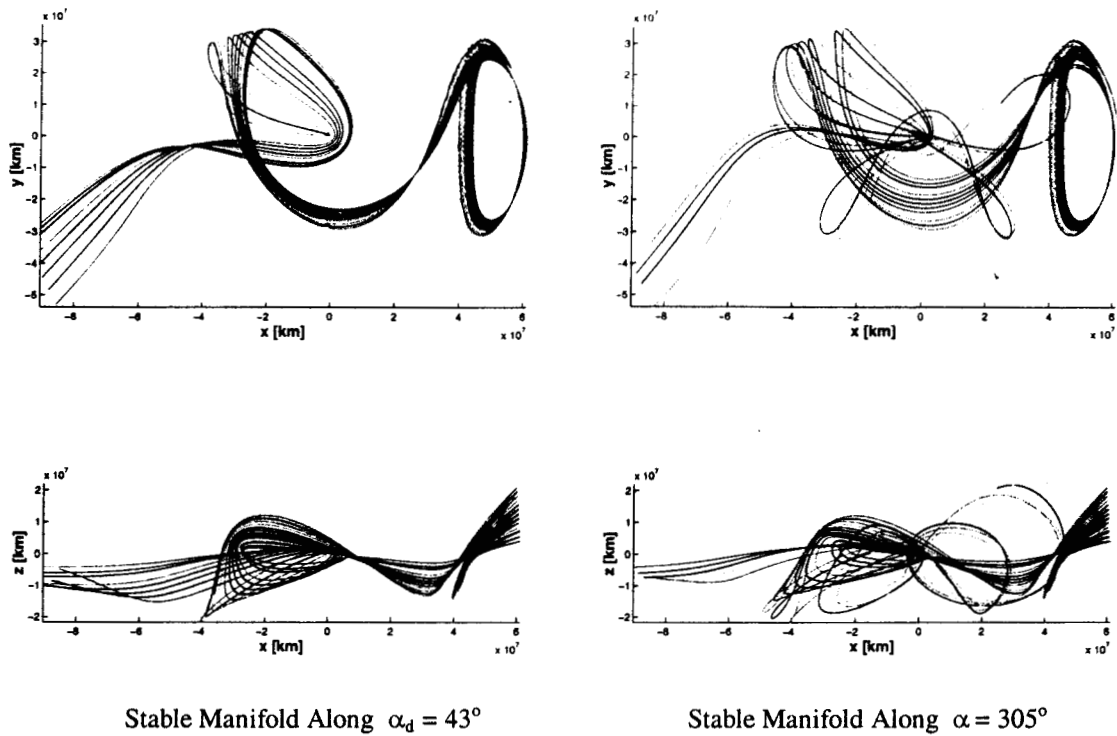 x 10⁷
3
2
1
0
-1
-2
-3
-4
-5
y [km]
-8 -6 -4 -2 0 2 4 6
x [km]
x 10⁷
x 10⁷
3
2
1
0
-1
-2
-3
-4
-5
y [km]
-8 -6 -4 -2 0 2 4 6
x [km]
x 10⁷
x 10⁷
2
1
0
-1
-2
z [km]
-8 -6 -4 -2 0 2 4 6
x [km]
x 10⁷
x 10⁷
2
1
0
-1
-2
z [km]
-8 -6 -4 -2 0 2 4 6
x [km]
x 10⁷
Stable Manifold Along α_d = 43°
Stable Manifold Along α = 305°